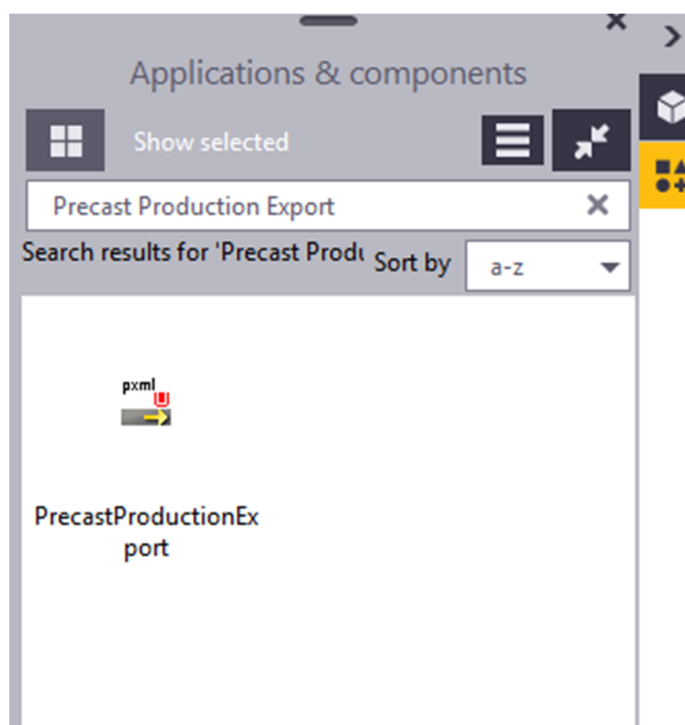 Applications & components
Show selected
Precast Production Export
Search results for 'Precast Produ
Sort by
a-z
pxml
PrecastProductionEx
port